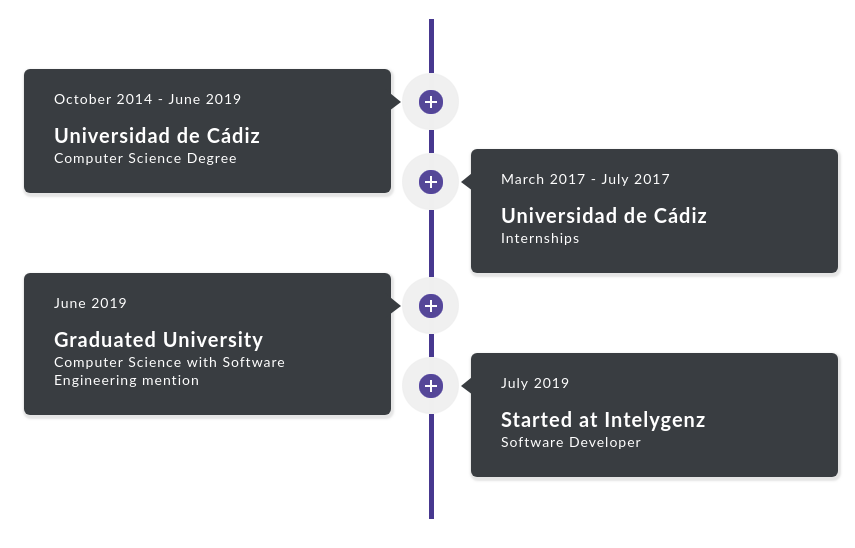 October 2014 - June 2019
Universidad de Cádiz
Computer Science Degree
March 2017 - July 2017
Universidad de Cádiz
Internships
June 2019
Graduated University
Computer Science with Software
Engineering mention
July 2019
Started at Intelygenz
Software Developer